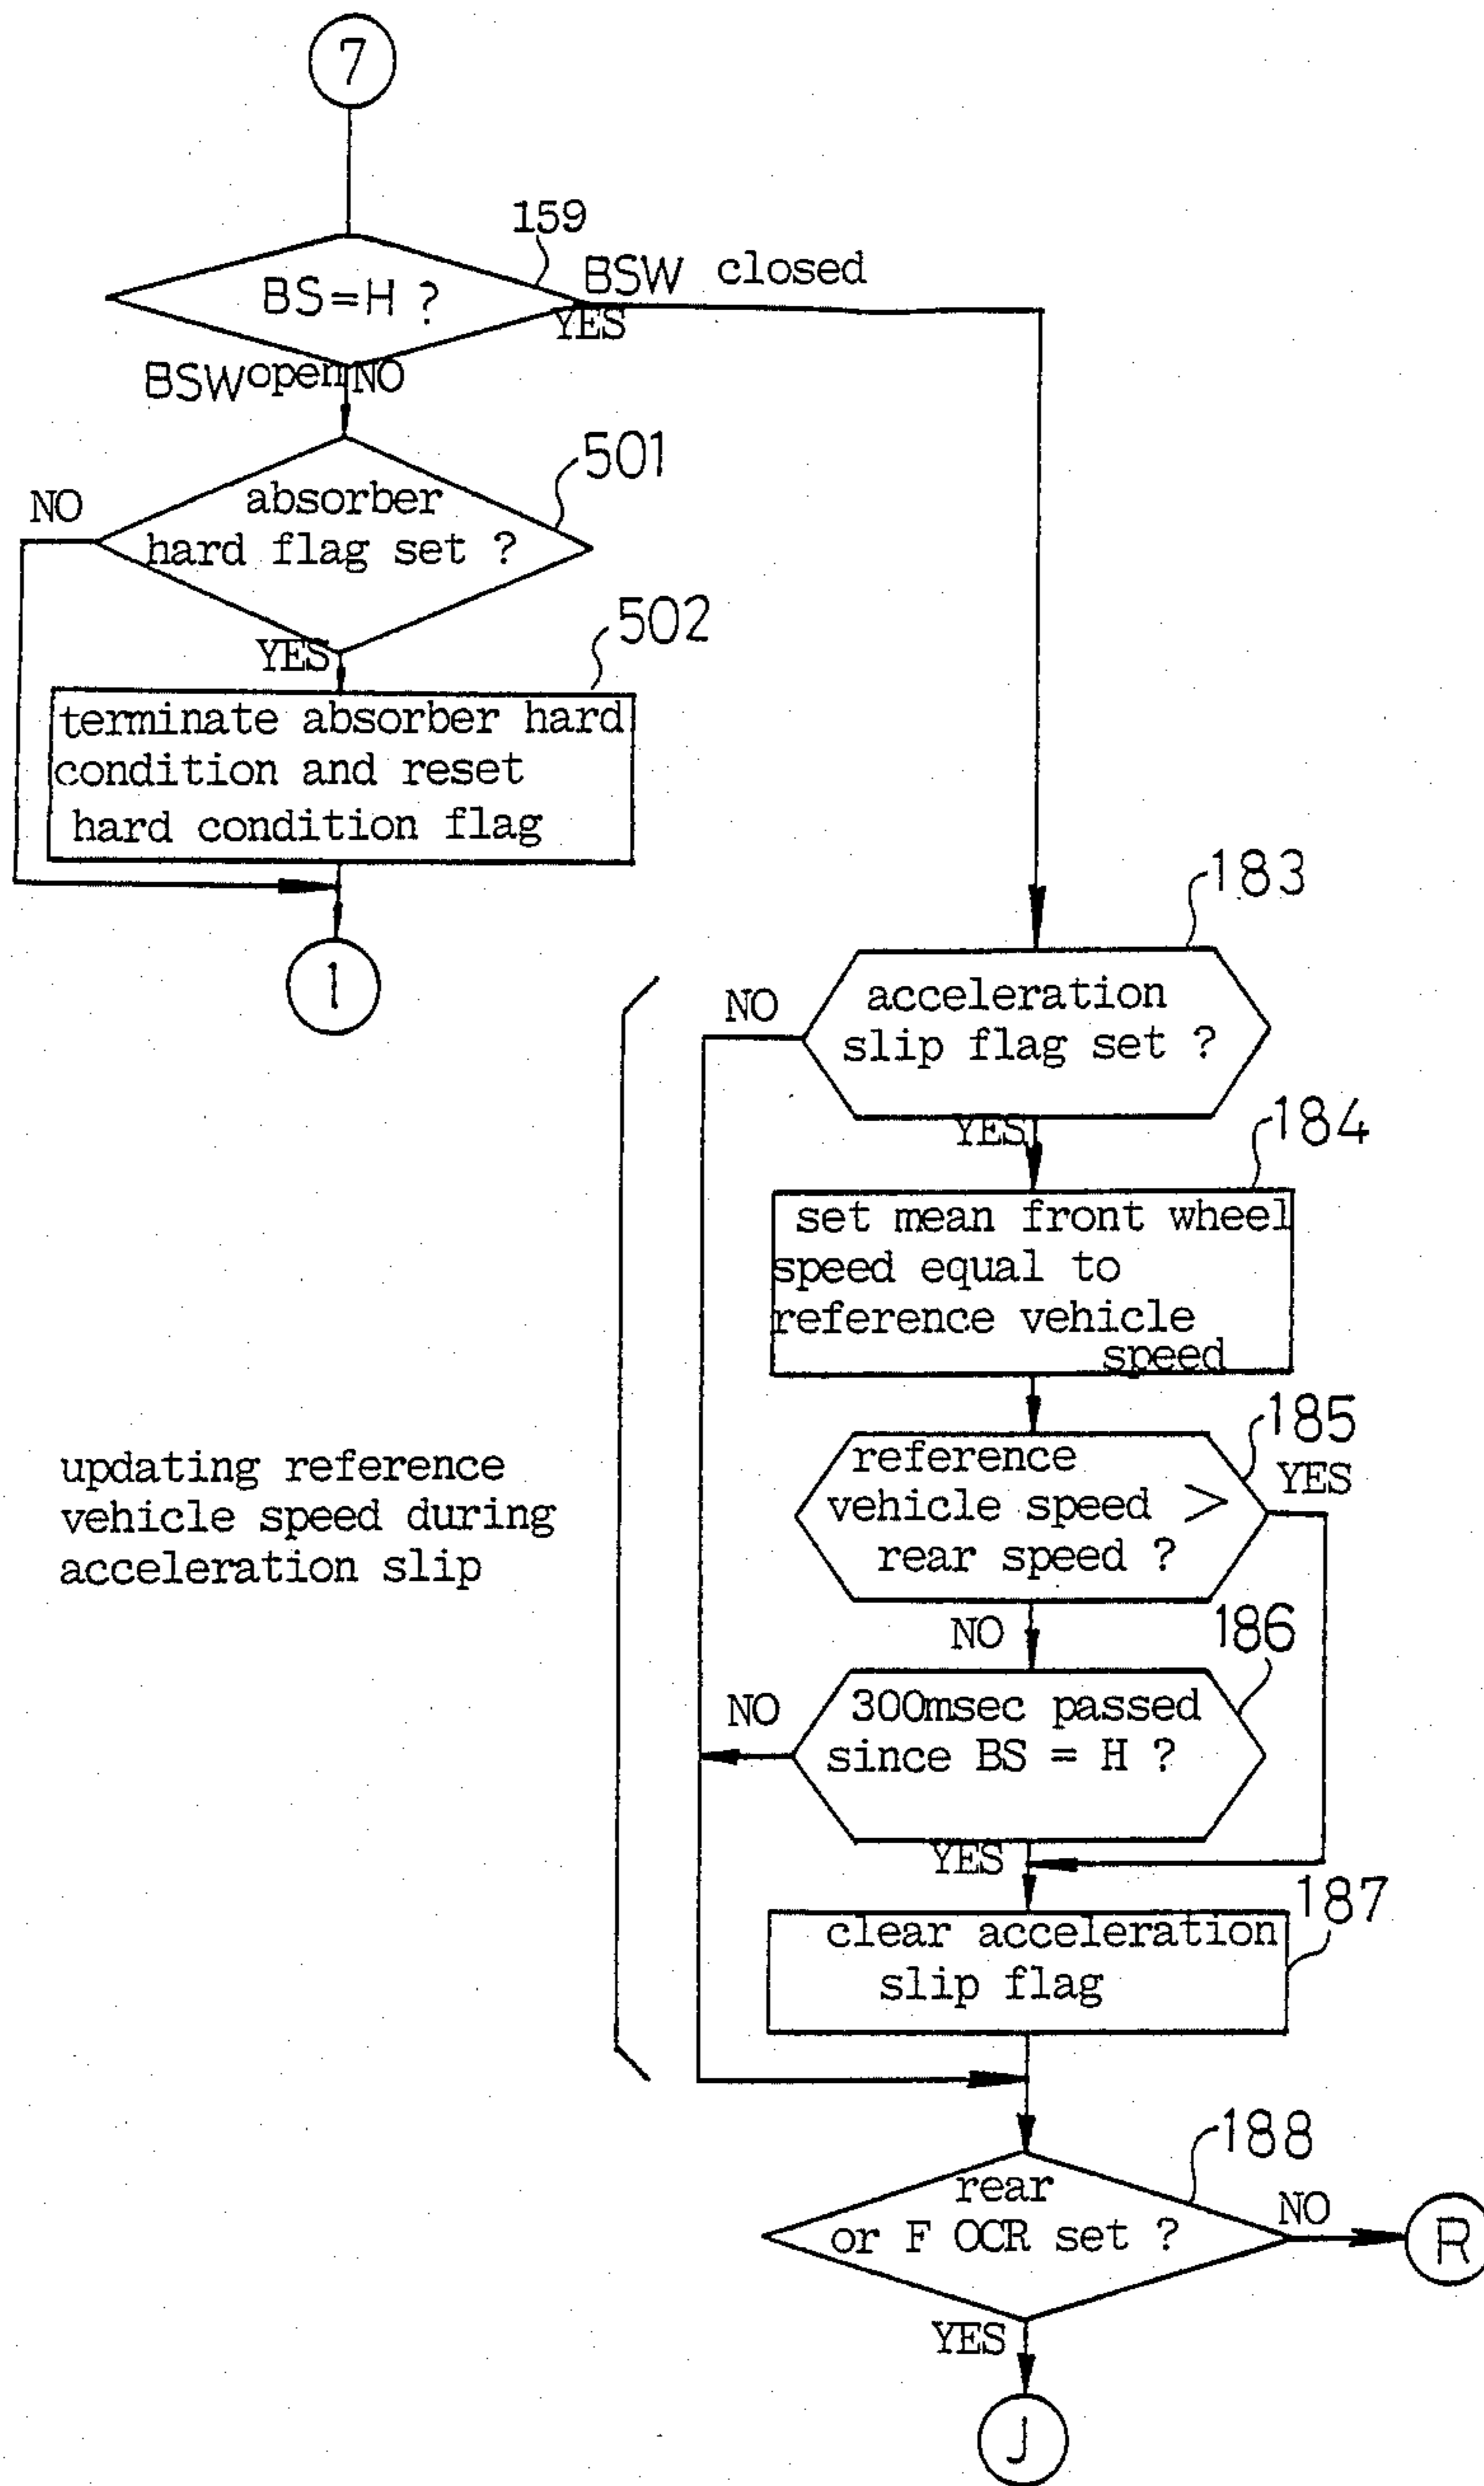 7
159
BSW closed
BS=H ?
YES
BSW open NO
501
absorber
hard flag set ?
NO
502
YES
terminate absorber hard
condition and reset
hard condition flag
1
183
acceleration
slip flag set ?
NO
YES
184
set mean front wheel
speed equal to
reference vehicle
speed
185
reference
vehicle speed >
rear speed ?
YES
NO
updating reference
vehicle speed during
acceleration slip
186
300msec passed
since BS = H ?
NO
YES
187
clear acceleration
slip flag
188
rear
or F OCR set ?
NO
R
YES
J